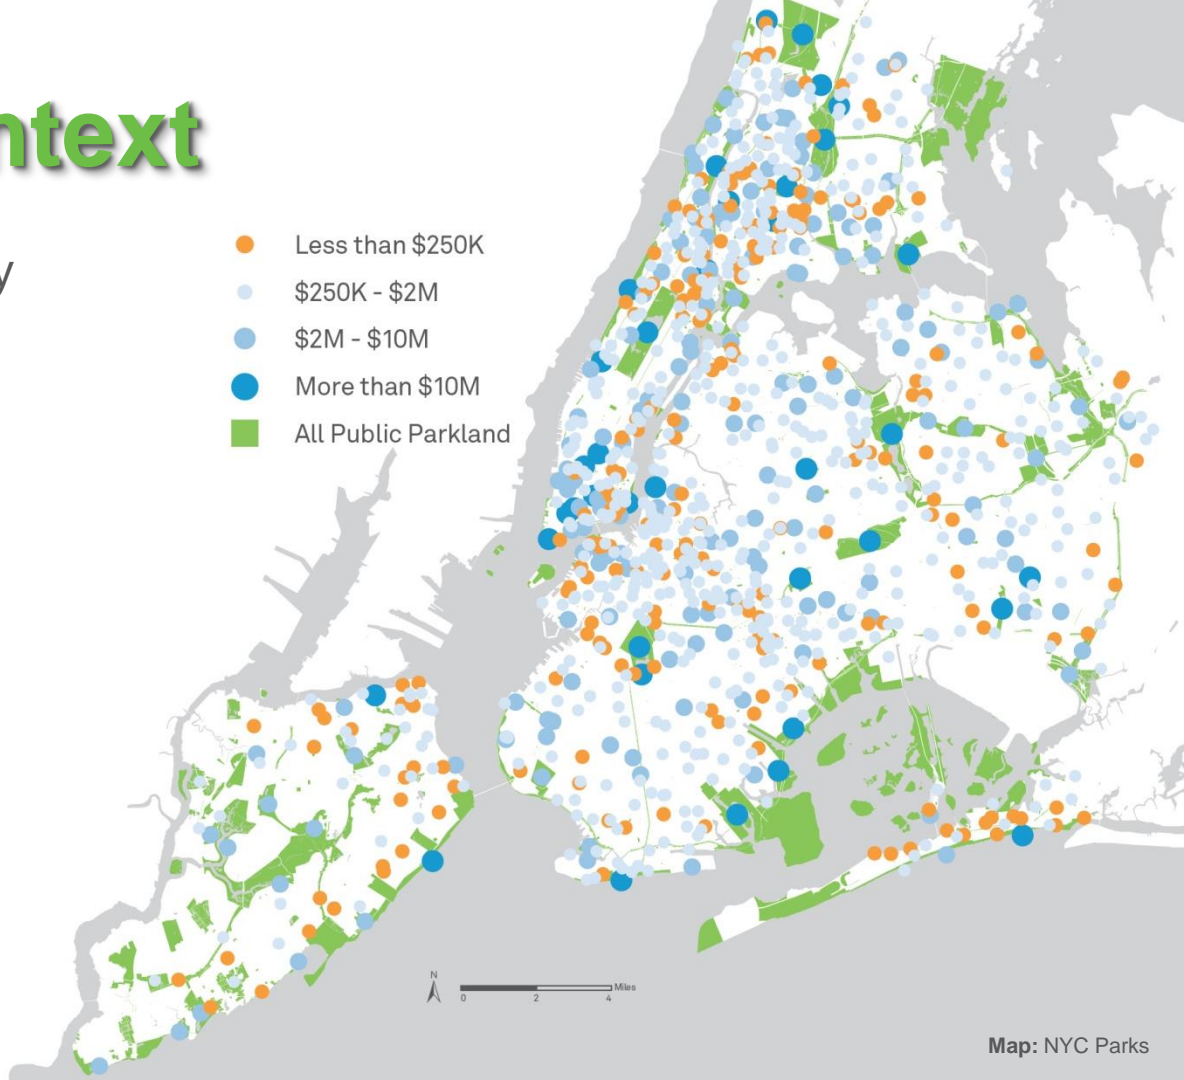 ntext
y
Less than $250K
$250K - $2M
$2M - $10M
More than $10M
All Public Parkland
N
0 2 4 Miles
Map: NYC Parks